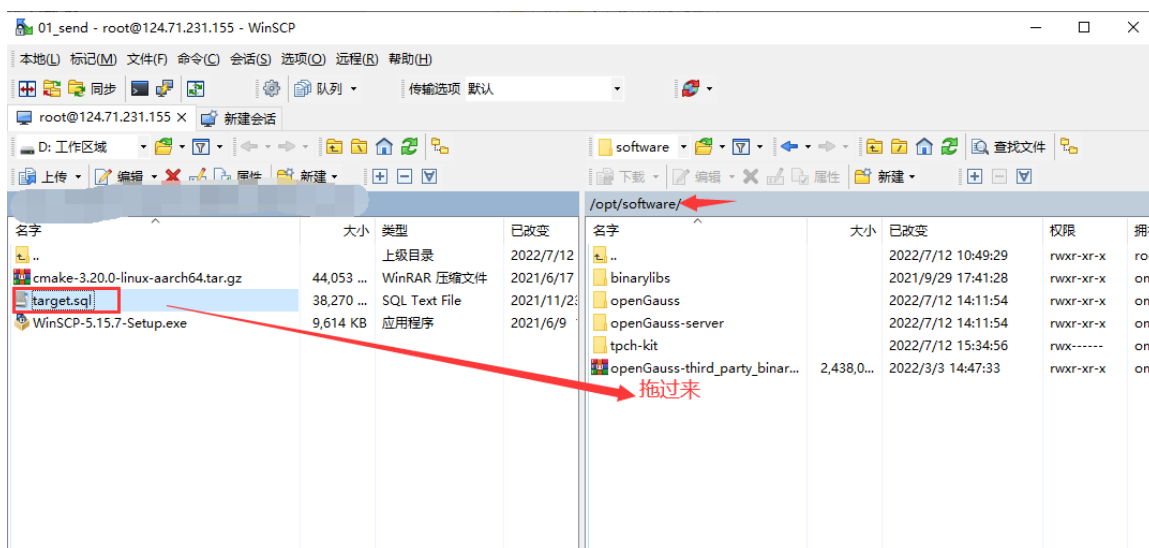 01_send - root@124.71.231.155 - WinSCP
本地(L) 标记(M) 文件(F) 命令(C) 会话(S) 选项(O) 远程(R) 帮助(H)
同步 队列 传输选项 默认
root@124.71.231.155 × 新建会话
D: 工作区域
上传 编辑 属性 新建
名字 大小 类型 已改变
.. 上级目录 2022/7/12
cmake-3.20.0-linux-aarch64.tar.gz 44,053 ... WinRAR 压缩文件 2021/6/17
target.sql 38,270 ... SQL Text File 2021/11/23
WinSCP-5.15.7-Setup.exe 9,614 KB 应用程序 2021/6/9
software 查找文件
下载 编辑 属性 新建
/opt/software/
名字 大小 已改变 权限 拥
.. 2022/7/12 10:49:29 rwxr-xr-x ro
binarylibs 2021/9/29 17:41:28 rwxr-xr-x on
openGauss 2022/7/12 14:11:54 rwxr-xr-x on
openGauss-server 2022/7/12 14:11:54 rwxr-xr-x on
tpch-kit 2022/7/12 15:34:56 rwx------ on
openGauss-third_party_binar... 2,438,0... 2022/3/3 14:47:33 rwxr-xr-x on
拖过来